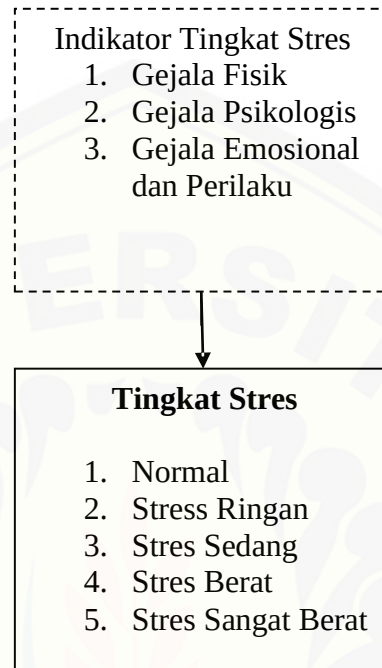 Indikator Tingkat Stres
1. Gejala Fisik
2. Gejala Psikologis
3. Gejala Emosional
dan Perilaku
Tingkat Stres
1. Normal
2. Stress Ringan
3. Stres Sedang
4. Stres Berat
5. Stres Sangat Berat